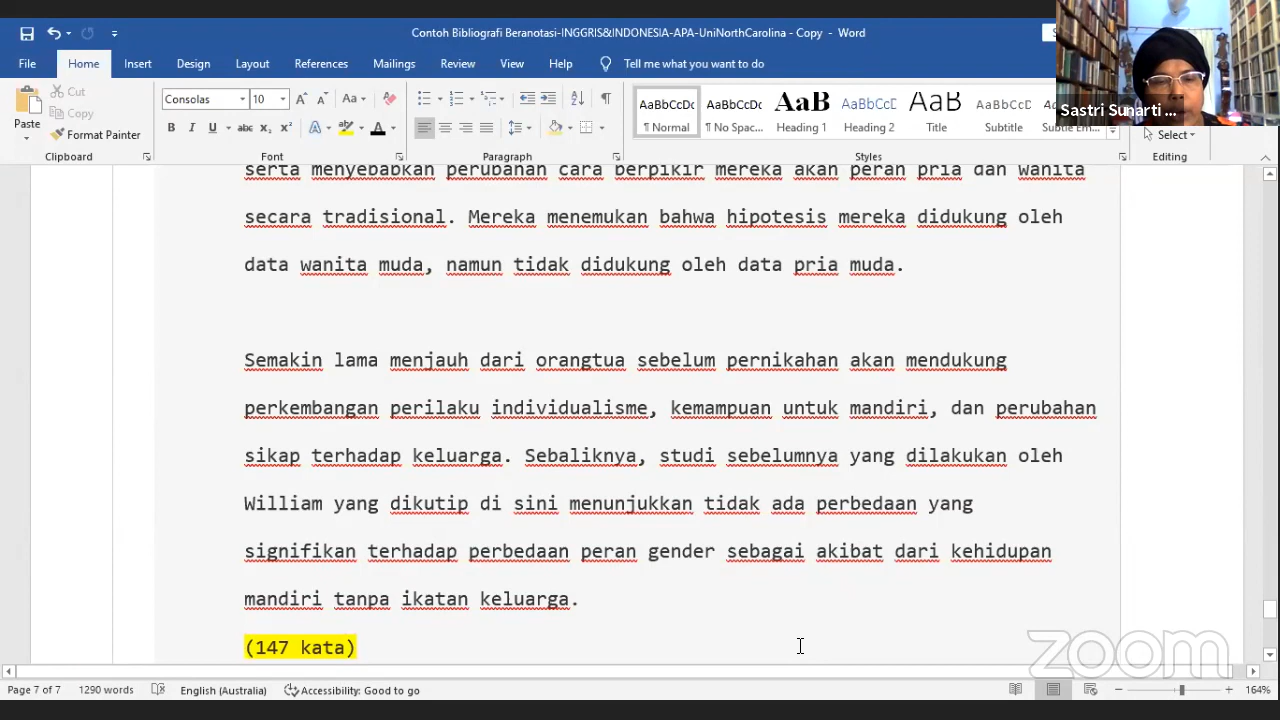 Contoh Bibliografi Beranotasi-INGGRIS&INDONESIA-APA-UniNorthCarolina - Copy - Word
File Home Insert Design Layout References Mailings Review View Help Tell me what you want to do
Sastri Sunarti ...
Paste
Cut
Copy
Format Painter
Clipboard
Consolas 10
Font
Paragraph
AaBbCcDc AaBbCcDc AaB AaBbCcD AaB AaBbCcD
¶ Normal ¶ No Spac... Heading 1 Heading 2 Title Subtitle Subtle Em...
Styles
Select
Editing
serta menyebabkan perubahan cara berpikir mereka akan peran pria dan wanita
secara tradisional. Mereka menemukan bahwa hipotesis mereka didukung oleh
data wanita muda, namun tidak didukung oleh data pria muda.
Semakin lama menjauh dari orangtua sebelum pernikahan akan mendukung
perkembangan perilaku individualisme, kemampuan untuk mandiri, dan perubahan
sikap terhadap keluarga. Sebaliknya, studi sebelumnya yang dilakukan oleh
William yang dikutip di sini menunjukkan tidak ada perbedaan yang
signifikan terhadap perbedaan peran gender sebagai akibat dari kehidupan
mandiri tanpa ikatan keluarga.
(147 kata)
zoom
Page 7 of 7 1290 words English (Australia) Accessibility: Good to go 164%